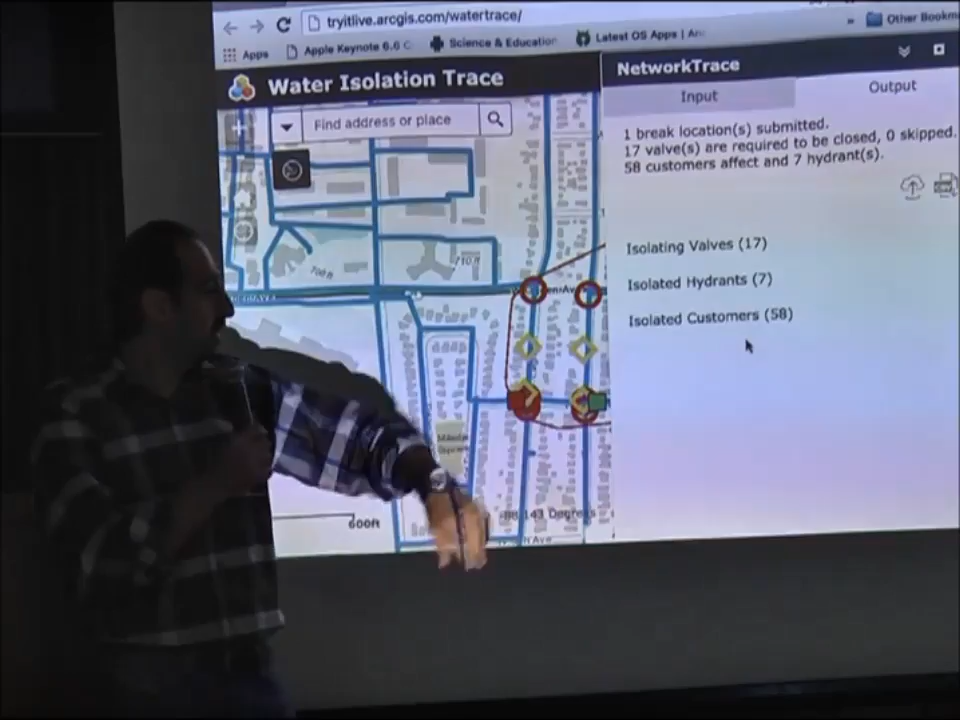 tryitlive.arcgis.com/watertrace/
Other Bookm
Apps
Apple Keynote 6.6
Science & Education
Latest OS Apps |
Water Isolation Trace
NetworkTrace
Find address or place
Input
Output
1 break location(s) submitted.
17 valve(s) are required to be closed, 0 skipped.
58 customers affect and 7 hydrant(s).
Isolating Valves (17)
Isolated Hydrants (7)
Isolated Customers (58)
600ft
Degrees